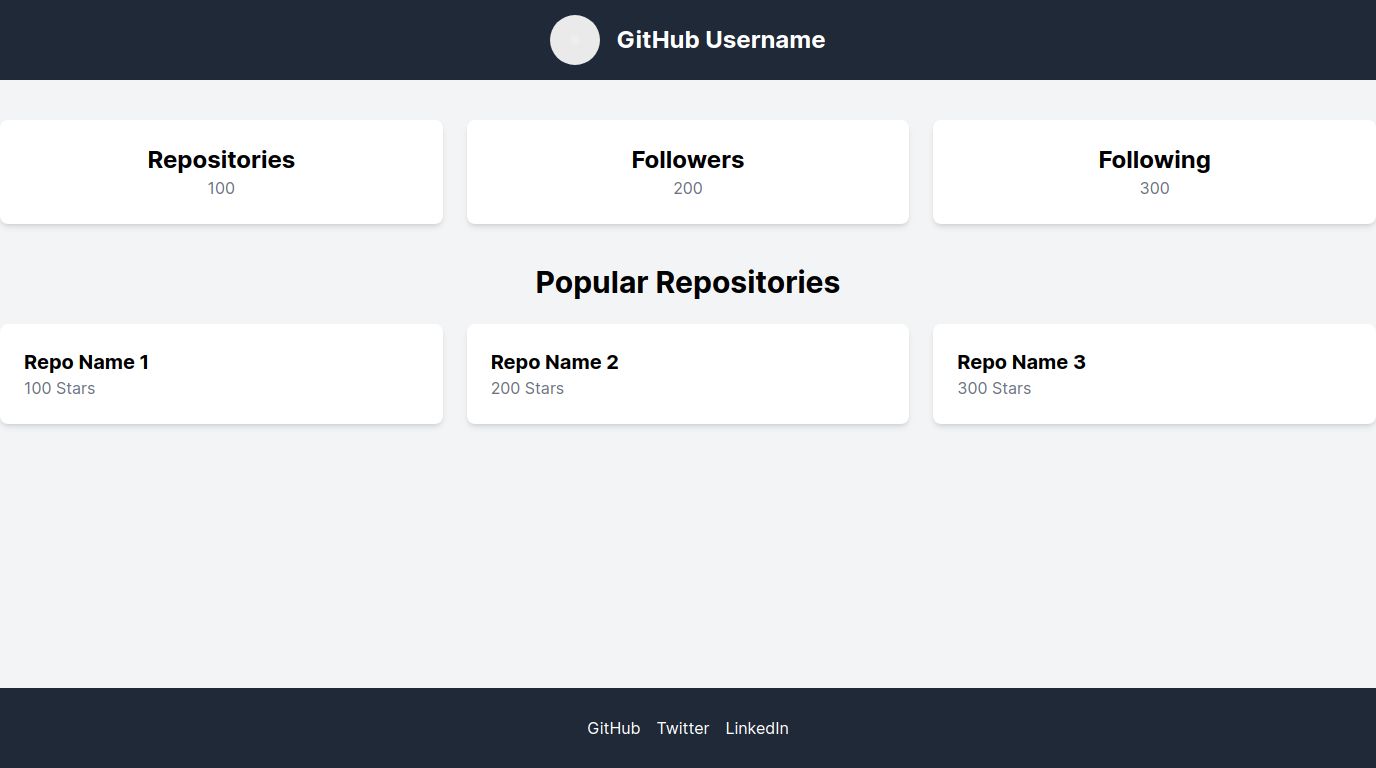 GitHub Username
Repositories
100
Followers
200
Following
300
Popular Repositories
Repo Name 1
100 Stars
Repo Name 2
200 Stars
Repo Name 3
300 Stars
GitHub Twitter LinkedIn